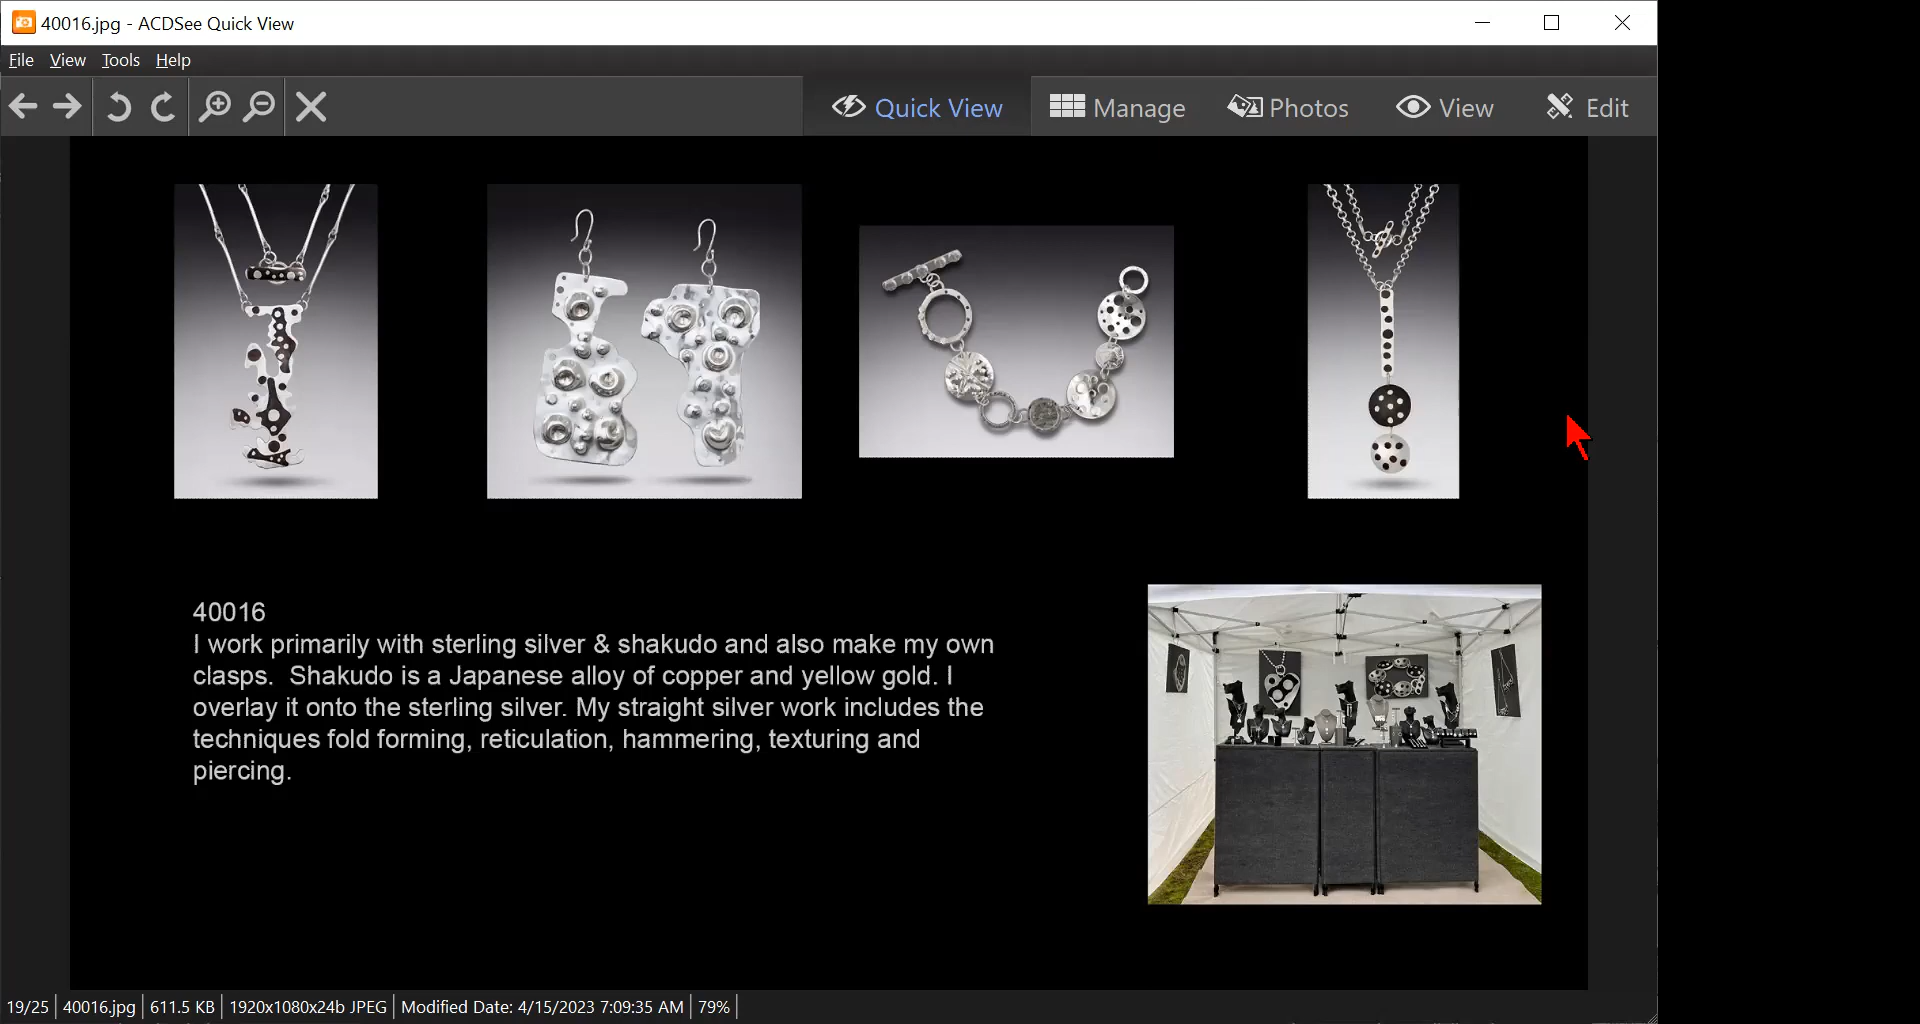 40016.jpg - ACDSee Quick View
File View Tools Help
Quick View Manage Photos View Edit
40016
I work primarily with sterling silver & shakudo and also make my own
clasps.  Shakudo is a Japanese alloy of copper and yellow gold. I
overlay it onto the sterling silver. My straight silver work includes the
techniques fold forming, reticulation, hammering, texturing and
piercing.
19/25 40016.jpg 611.5 KB 1920x1080x24b JPEG Modified Date: 4/15/2023 7:09:35 AM 79%